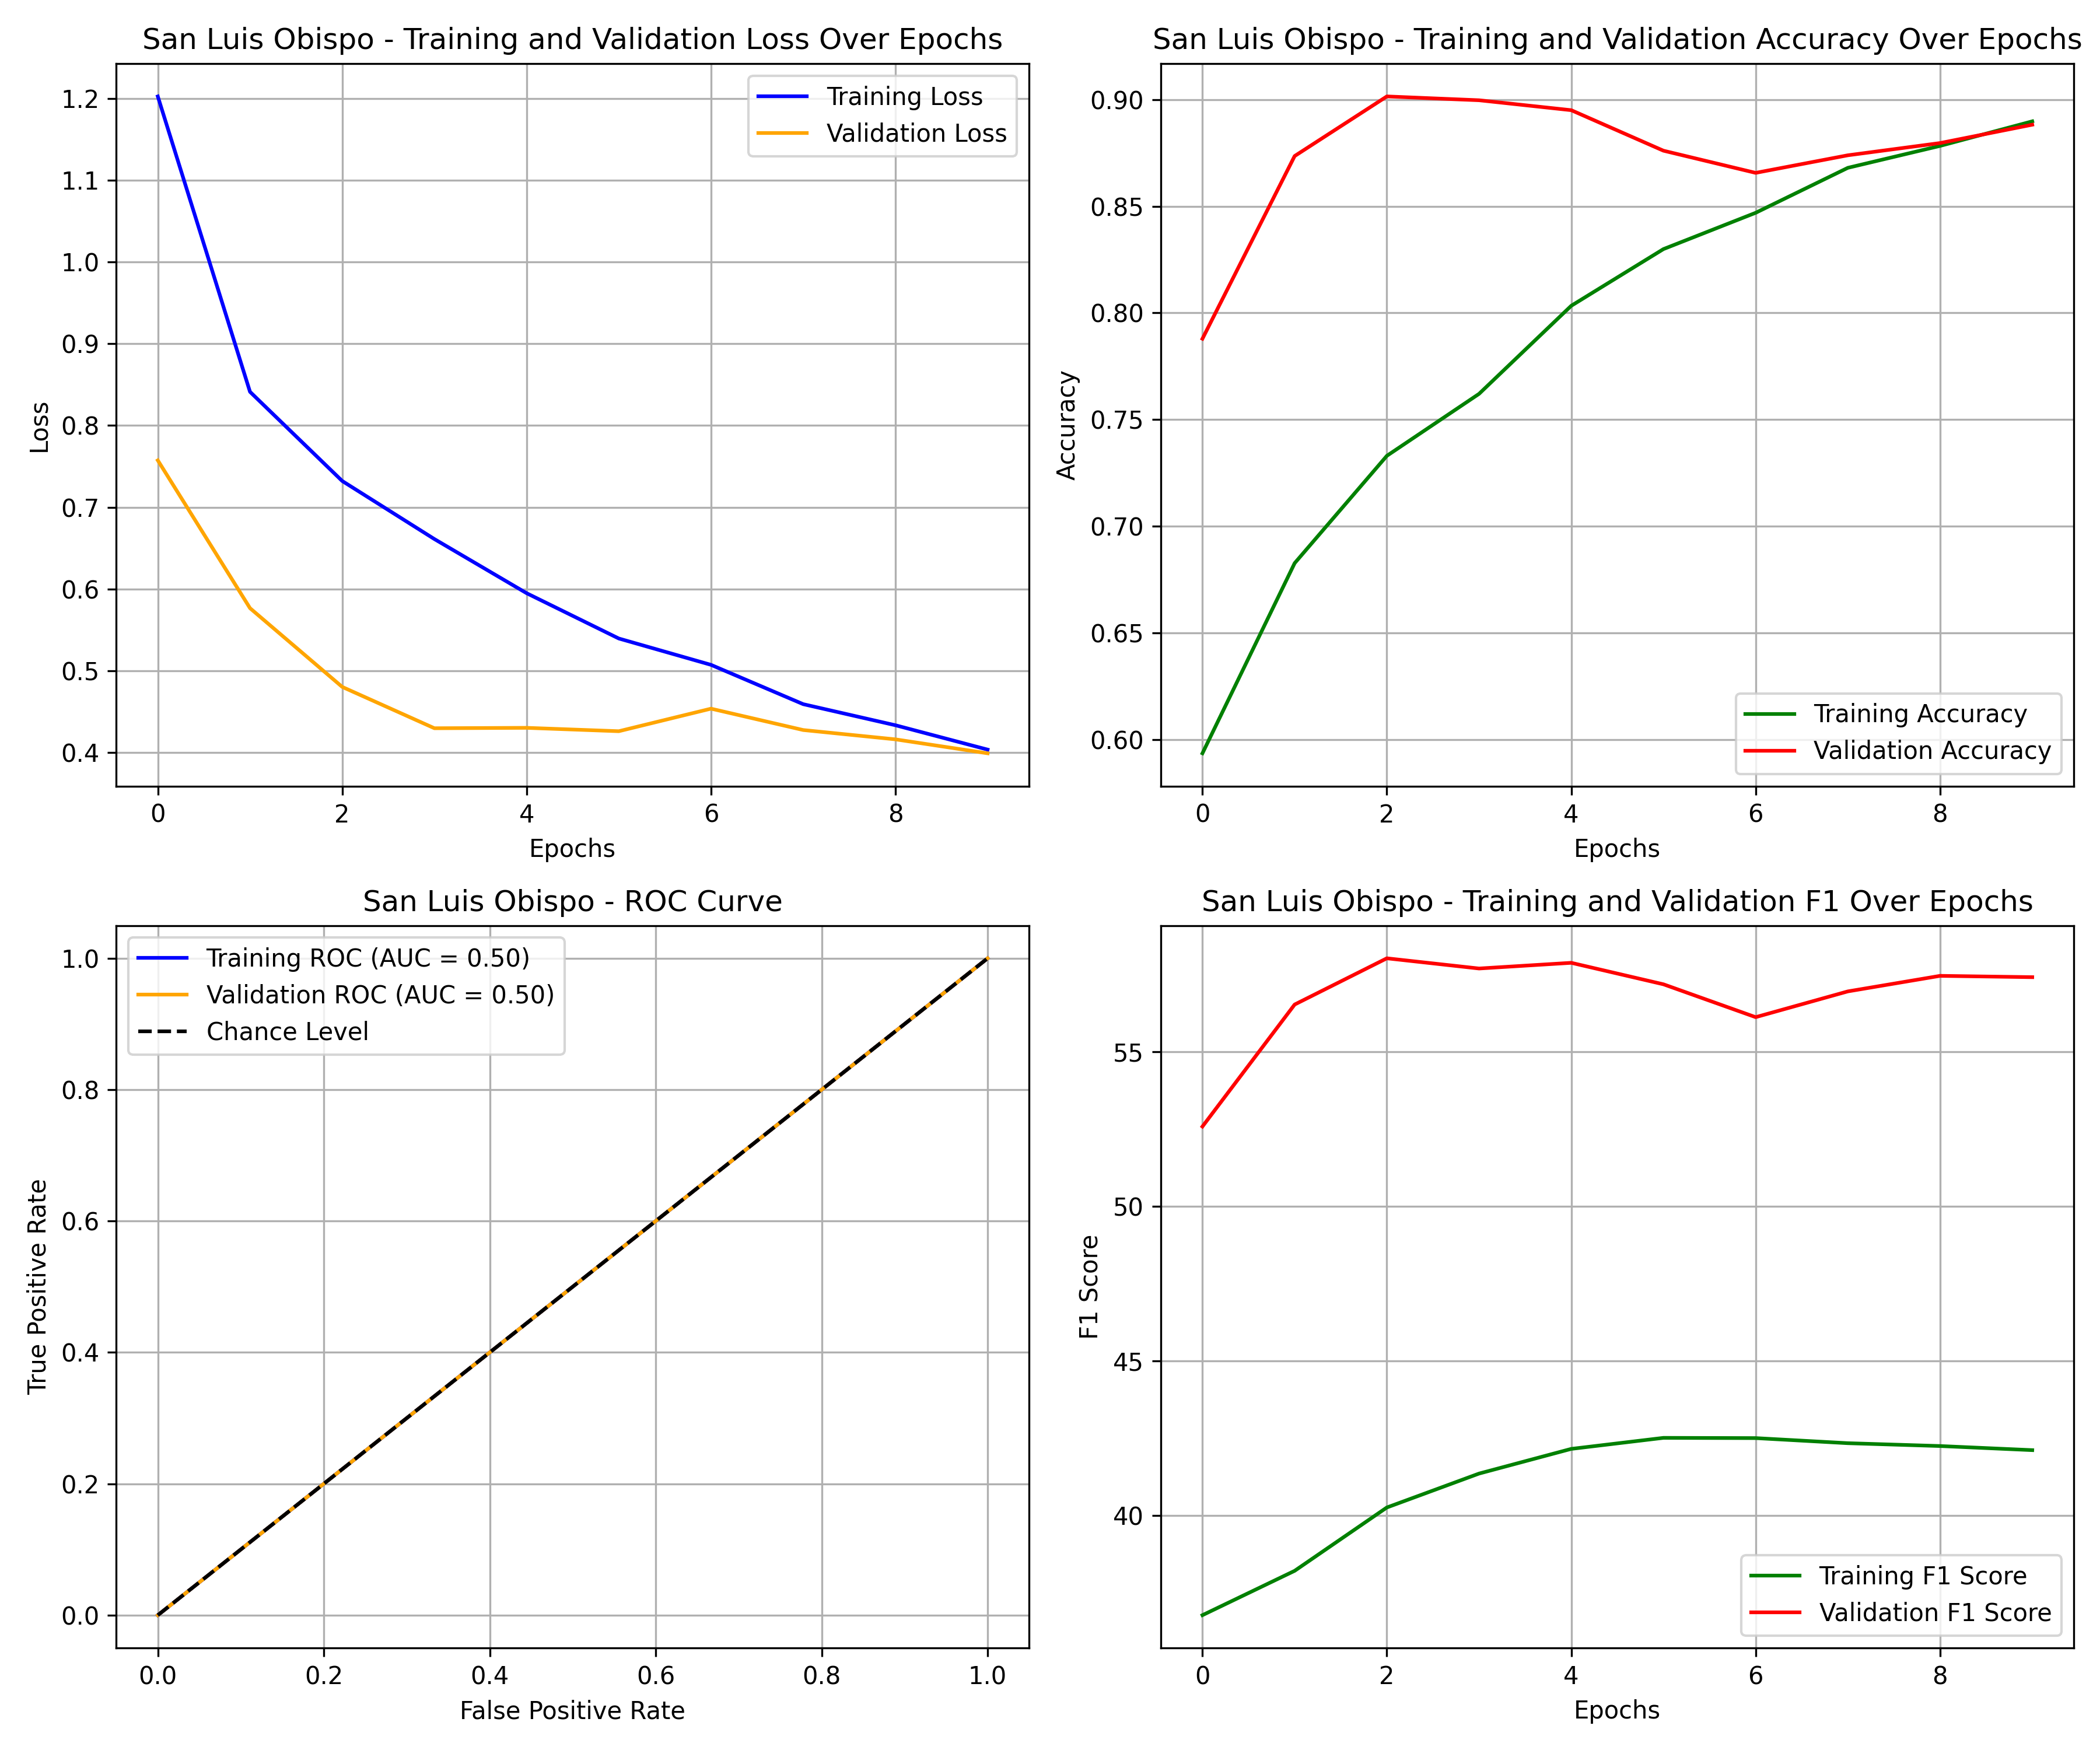 San Luis Obispo - Training and Validation Loss Over Epochs
Training Loss
Validation Loss
1.2
1.1
1.0
0.9
0.8
0.7
0.6
0.5
0.4
Loss
0 2 4 6 8
Epochs
San Luis Obispo - Training and Validation Accuracy Over Epochs
0.90
0.85
0.80
0.75
0.70
0.65
0.60
Accuracy
Training Accuracy
Validation Accuracy
0 2 4 6 8
Epochs
San Luis Obispo - ROC Curve
Training ROC (AUC = 0.50)
Validation ROC (AUC = 0.50)
Chance Level
1.0
0.8
0.6
0.4
0.2
0.0
True Positive Rate
0.0 0.2 0.4 0.6 0.8 1.0
False Positive Rate
San Luis Obispo - Training and Validation F1 Over Epochs
55
50
45
40
F1 Score
Training F1 Score
Validation F1 Score
0 2 4 6 8
Epochs